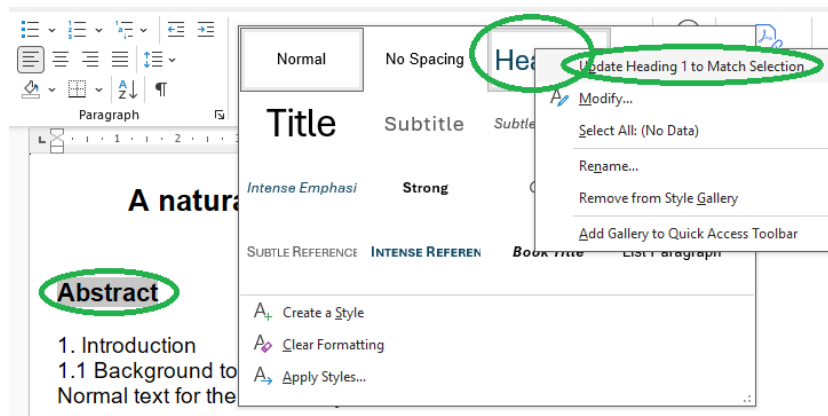 Normal
No Spacing
Hea
Update Heading 1 to Match Selection
Modify...
Select All: (No Data)
Rename...
Remove from Style Gallery
Add Gallery to Quick Access Toolbar
Title
Subtitle
Subtle
Intense Emphasi
Strong
SUBTLE REFERENCE
INTENSE REFEREN
Book Title
List Paragraph
Create a Style
Clear Formatting
Apply Styles...
Paragraph
1
2
A natur
Abstract
1. Introduction
1.1 Background to
Normal text for the